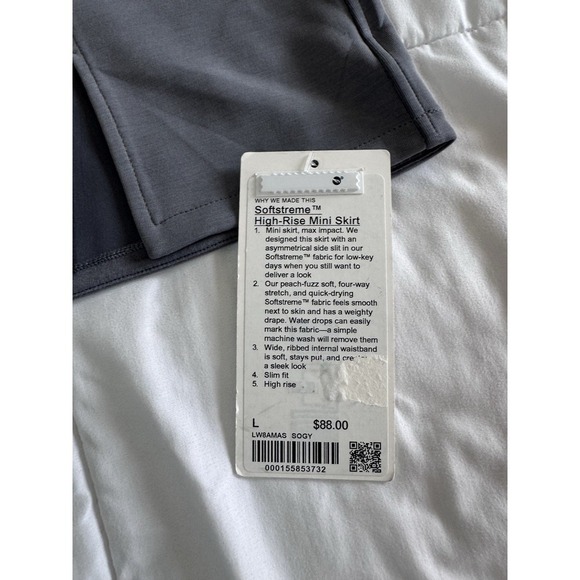 WHY WE MADE THIS
Softstreme™
High-Rise Mini Skirt
1. Mini skirt, max impact. We
designed this skirt with an
asymmetrical side slit in our
Softstreme™ fabric for low-key
days when you still want to
deliver a look
2. Our peach-fuzz soft, four-way
stretch, and quick-drying
Softstreme™ fabric feels smooth
next to skin and has a weighty
drape. Water drops can easily
mark this fabric—a simple
machine wash will remove them
3. Wide, ribbed internal waistband
is soft, stays put, and
a sleek look
4. Slim fit
5. High rise
L $88.00
LW8AMAS SOGY
000155853732